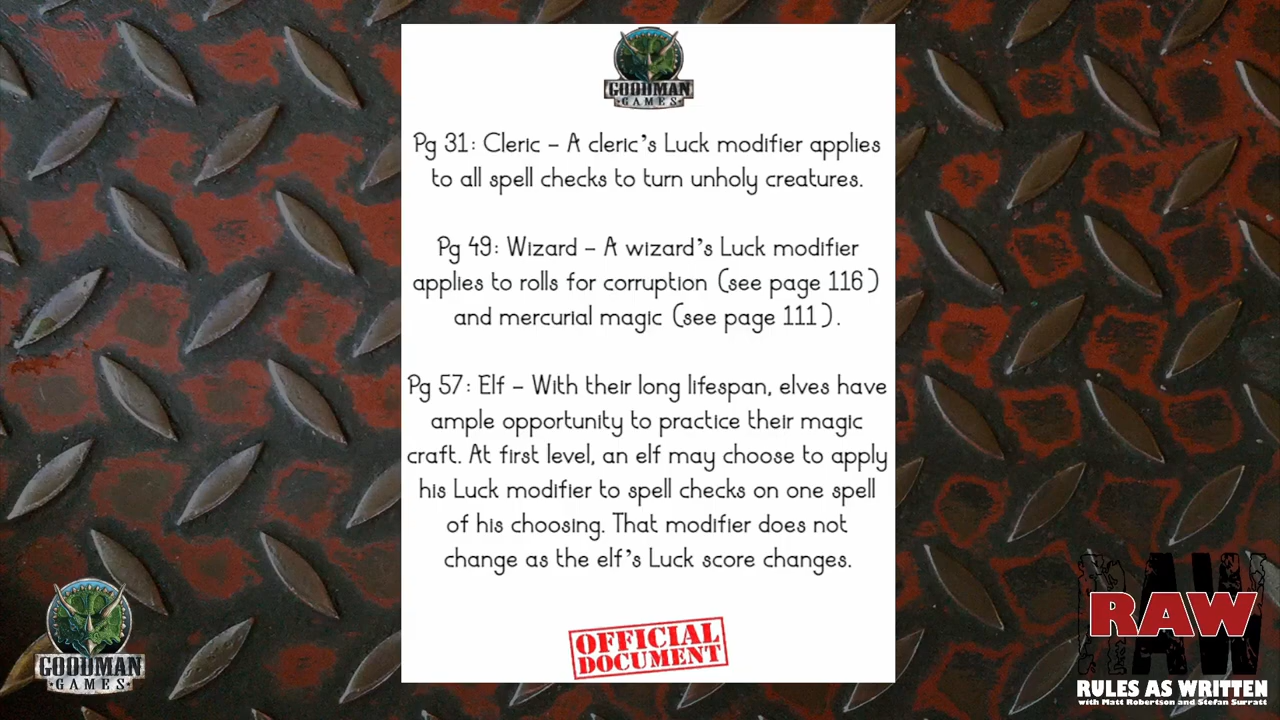 GOODMAN
GAMES
Pg 31: Cleric – A cleric's Luck modifier applies
to all spell checks to turn unholy creatures.
Pg 49: Wizard – A wizard's Luck modifier
applies to rolls for corruption (see page 116)
and mercurial magic (see page 111).
Pg 57: Elf – With their long lifespan, elves have
ample opportunity to practice their magic
craft. At first level, an elf may choose to apply
his Luck modifier to spell checks on one spell
of his choosing. That modifier does not
change as the elf's Luck score changes.
OFFICIAL
DOCUMENT
GOODMAN
GAMES
RAW
RAW
RULES AS WRITTEN
with Matt Robertson and Stefan Surratt